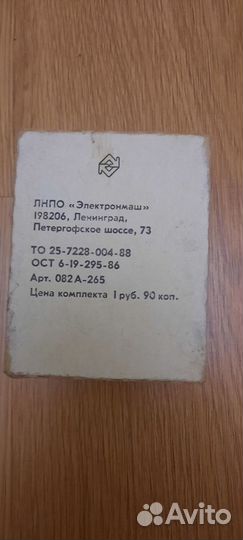 ЛНПО «Электронмаш»
198206, Ленинград,
Петергофское шоссе, 73
ТО 25-7228-004-88
ОСТ 6-19-295-86
Арт. 082А-265
Цена комплекта 1 руб. 90 коп.
Avito